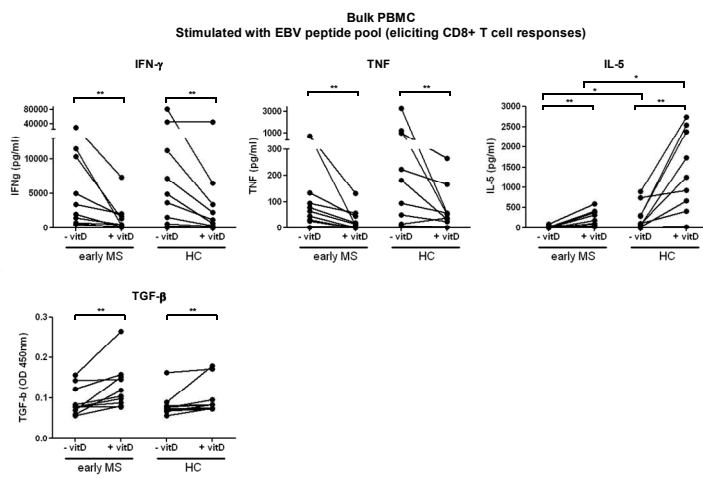 Bulk PBMC
Stimulated with EBV peptide pool (eliciting CD8+ T cell responses)
IFN-γ
**
**
IFNg (pg/ml)
80000
40000
10000
5000
0
- vitD
+ vitD
- vitD
+ vitD
early MS
HC
TNF
**
**
TNF (pg/ml)
3000
1000
300
200
100
0
- vitD
+ vitD
- vitD
+ vitD
early MS
HC
IL-5
*
*
**
**
IL-5 (pg/ml)
3000
2500
2000
1500
1000
500
0
- vitD
+ vitD
- vitD
+ vitD
early MS
HC
TGF-β
**
**
TGF-b (OD 450nm)
0.3
0.2
0.1
0.0
- vitD
+ vitD
- vitD
+ vitD
early MS
HC